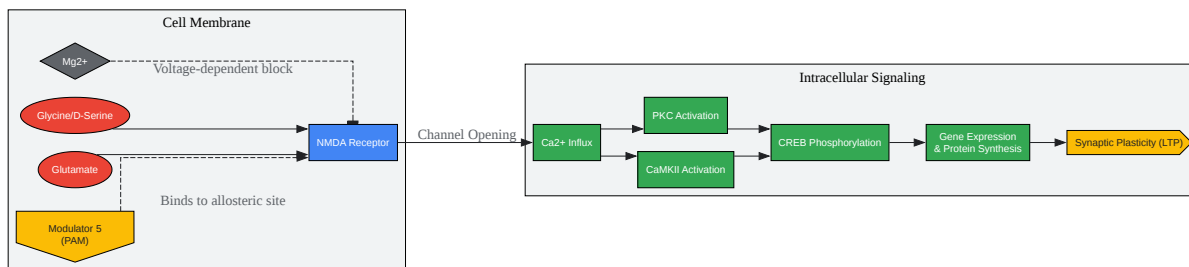 Cell Membrane
Mg2+
Voltage-dependent block
Glycine/D-Serine
NMDA Receptor
Glutamate
Binds to allosteric site
Modulator 5
(PAM)
Channel Opening
Intracellular Signaling
Ca2+ Influx
PKC Activation
CaMKII Activation
CREB Phosphorylation
Gene Expression
& Protein Synthesis
Synaptic Plasticity (LTP)